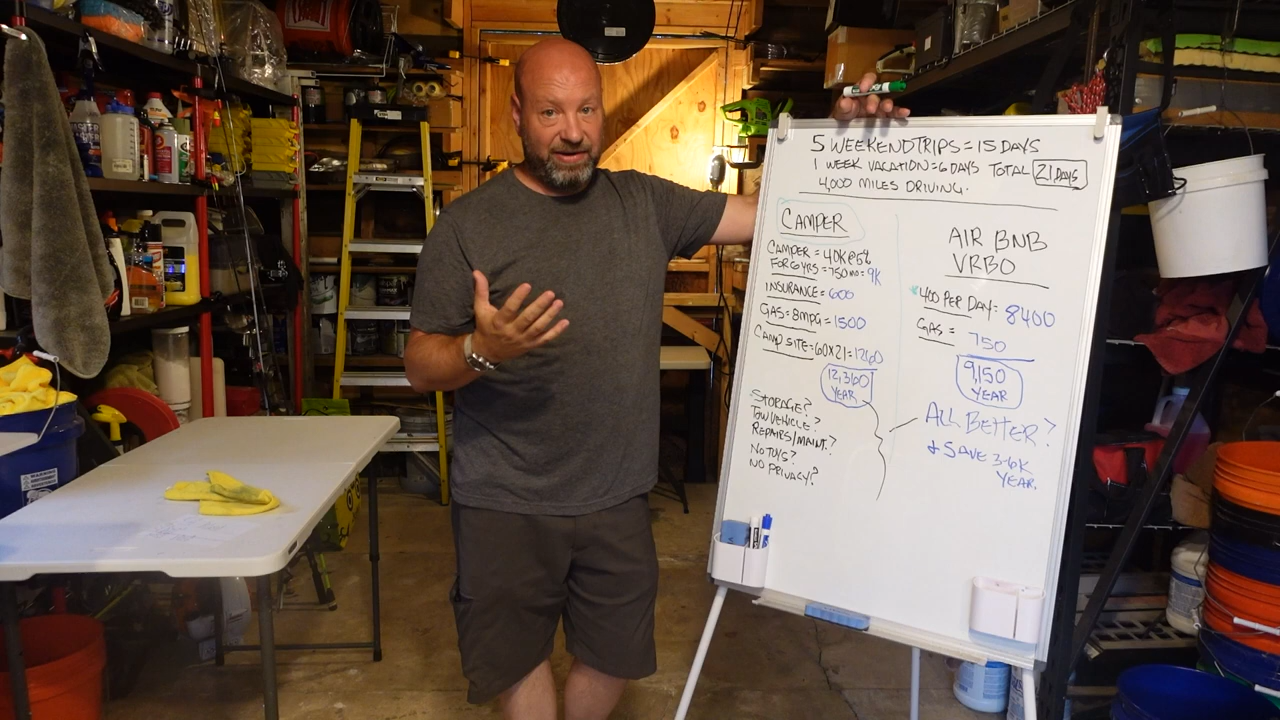 5 WEEKEND TRIPS = 15 DAYS
1 WEEK VACATION = 6 DAYS TOTAL 21 DAYS
4,000 MILES DRIVING.
CAMPER
CAMPER = 40K @ 5%
FOR 6 YRS = 750 MO = 9K
INSURANCE = 600
GAS = 8MPG = 1500
CAMP SITE = 60 X 21 = 1260
12,360
YEAR
STORAGE?
TOW VEHICLE?
REPAIRS/MAINT.?
NO TOYS?
NO PRIVACY?
AIR BNB
VRBO
*400 PER DAY = 8400
GAS = 750
9,150
YEAR
ALL BETTER?
& SAVE 3-6K
YEAR.